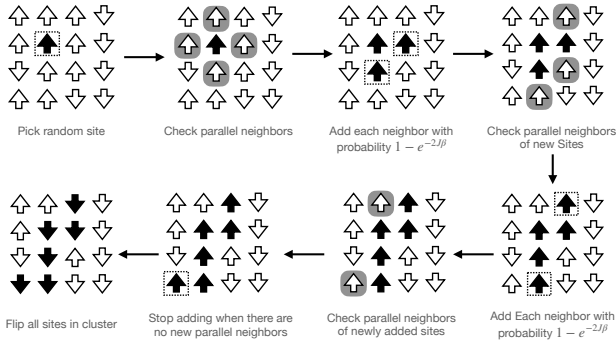 Pick random site
Check parallel neighbors
Add each neighbor with
probability 1 − e^{−2Jβ}
Check parallel neighbors
of new Sites
Flip all sites in cluster
Stop adding when there are
no new parallel neighbors
Check parallel neighbors
of newly added sites
Add Each neighbor with
probability 1 − e^{−2Jβ}